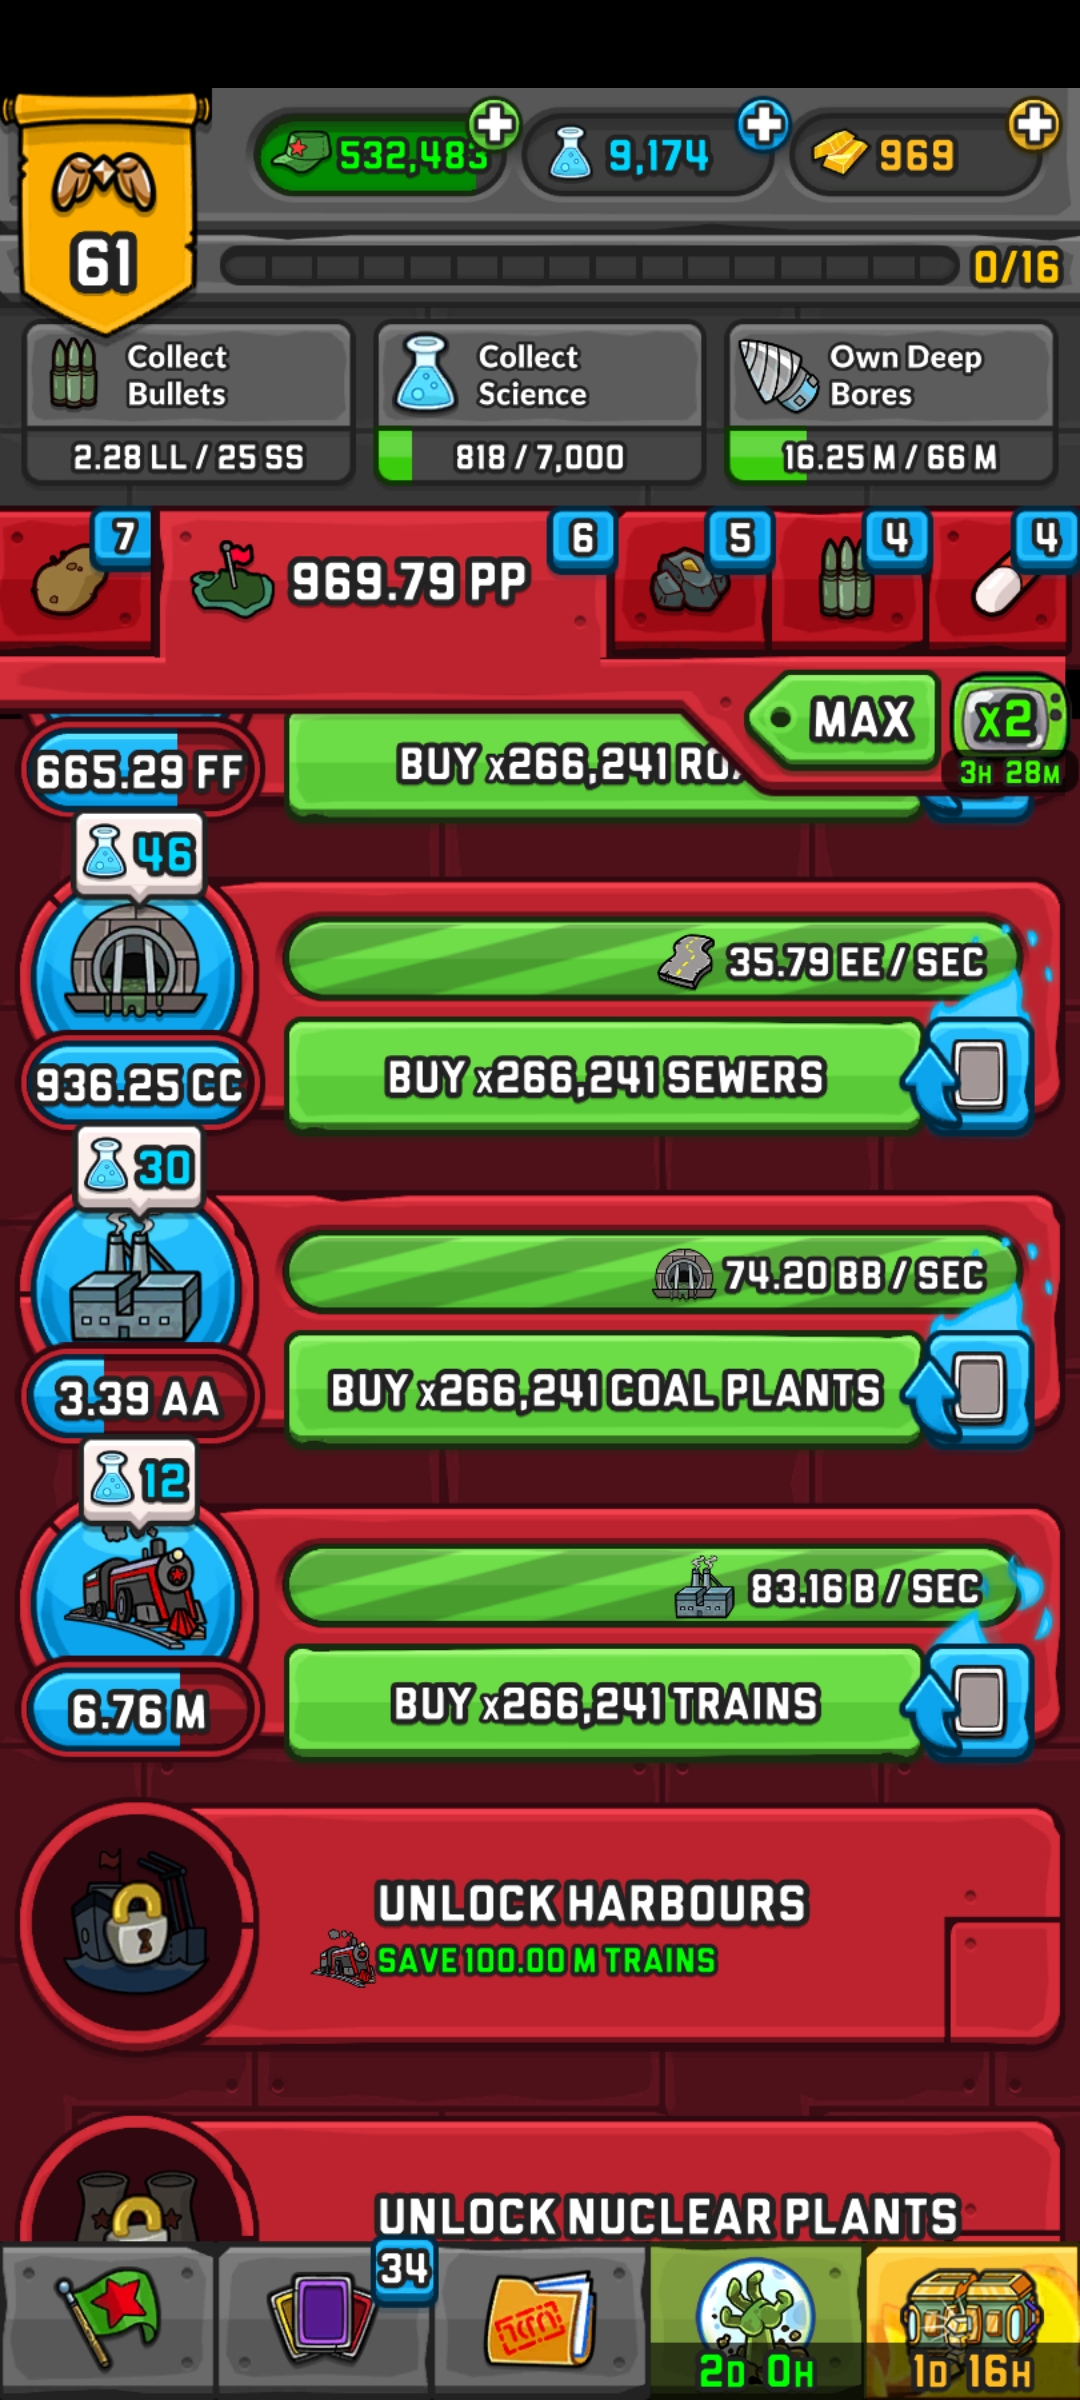 532,483
9,174
969
61
0/16
Collect
Bullets
2.28 LL / 25 SS
Collect
Science
818 / 7,000
Own Deep
Bores
16.25 M / 66 M
7
969.79 PP
6
5
4
4
MAX
x2
3H 28M
665.29 FF
BUY x266,241
46
35.79 EE / SEC
936.25 CC
BUY x266,241 SEWERS
30
74.20 BB / SEC
3.39 AA
BUY x266,241 COAL PLANTS
12
83.16 B / SEC
6.76 M
BUY x266,241 TRAINS
UNLOCK HARBOURS
SAVE 100.00 M TRAINS
UNLOCK NUCLEAR PLANTS
34
2D 0H
1D 16H